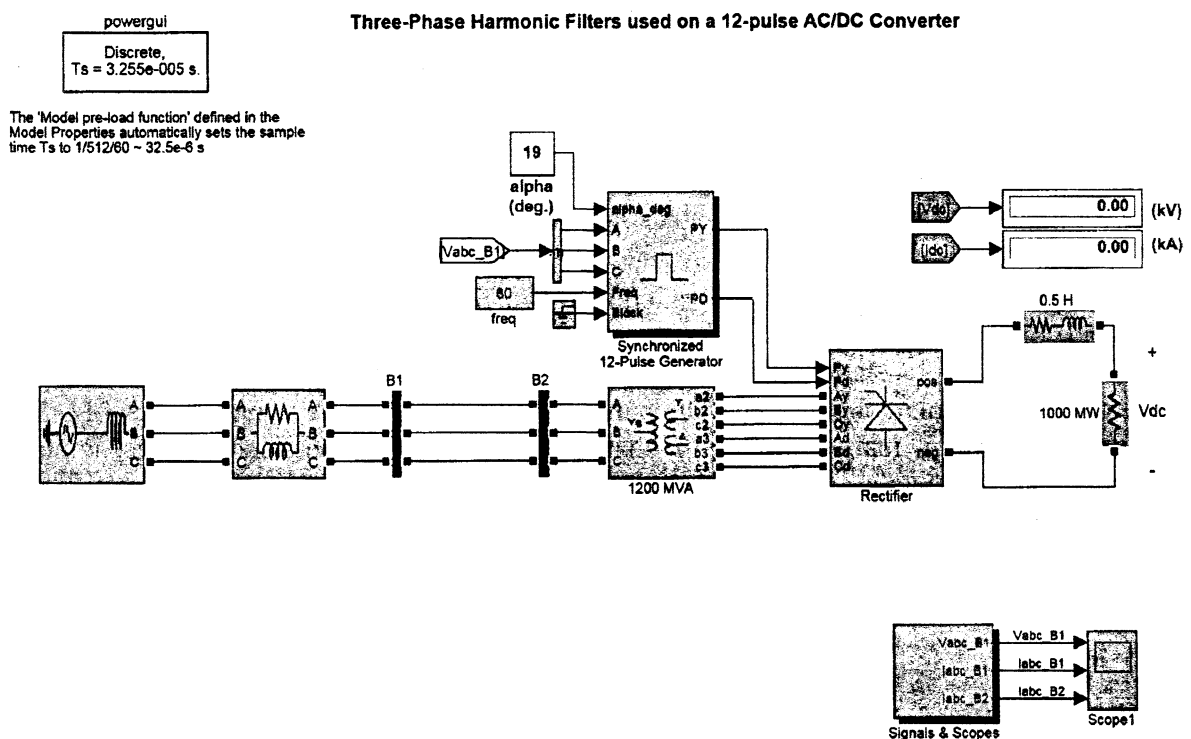 Three-Phase Harmonic Filters used on a 12-pulse AC/DC Converter
powergui
Discrete,
Ts = 3.255e-005 s.
The 'Model pre-load function' defined in the
Model Properties automatically sets the sample
time Ts to 1/512/60 ~ 32.5e-6 s
19
alpha
(deg.)
alpha_deg
A
B
C
Freq
Block
PY
PD
Vabc_B1
60
freq
Synchronized
12-Pulse Generator
[Vdc]
0.00
(kV)
[Idc]
0.00
(kA)
0.5 H
+
1000 MW
Vdc
-
A
B
C
A
B
C
A
B
C
B1
B2
A
B
C
a2
b2
c2
a3
b3
c3
1200 MVA
Py
Pd
Ay
By
Cy
Ad
Bd
Cd
pos
neg
Rectifier
Vabc_B1
Iabc_B1
Iabc_B2
Vabc_B1
Iabc_B1
Iabc_B2
Scope1
Signals & Scopes